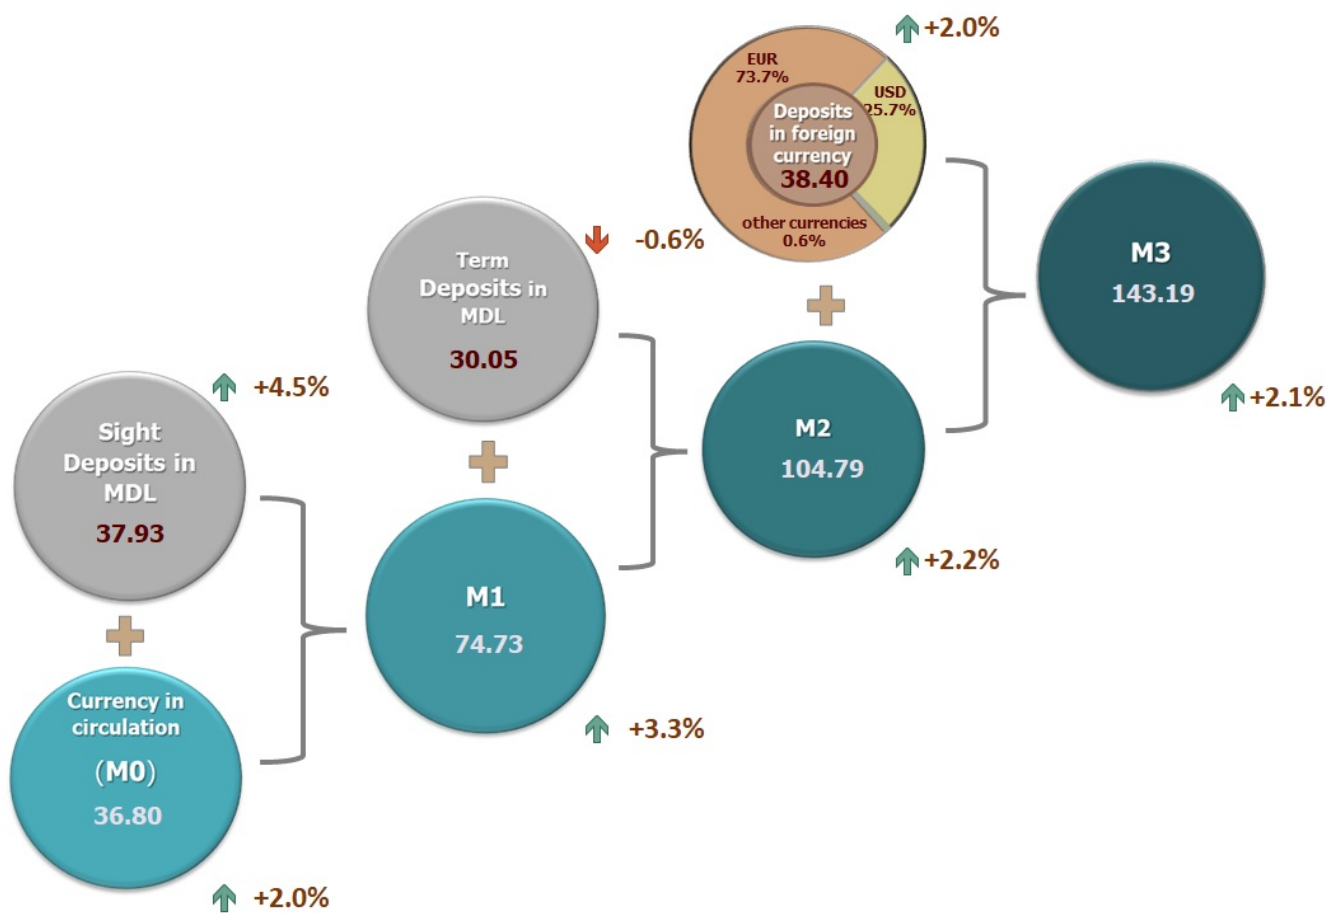 +2.0%
EUR
73.7%
USD
25.7%
Deposits
in foreign
currency
38.40
other currencies
0.6%
M3
143.19
+2.1%
Term
Deposits in
MDL
30.05
-0.6%
M2
104.79
+2.2%
Sight
Deposits in
MDL
37.93
+4.5%
M1
74.73
+3.3%
Currency in
circulation
(M0)
36.80
+2.0%